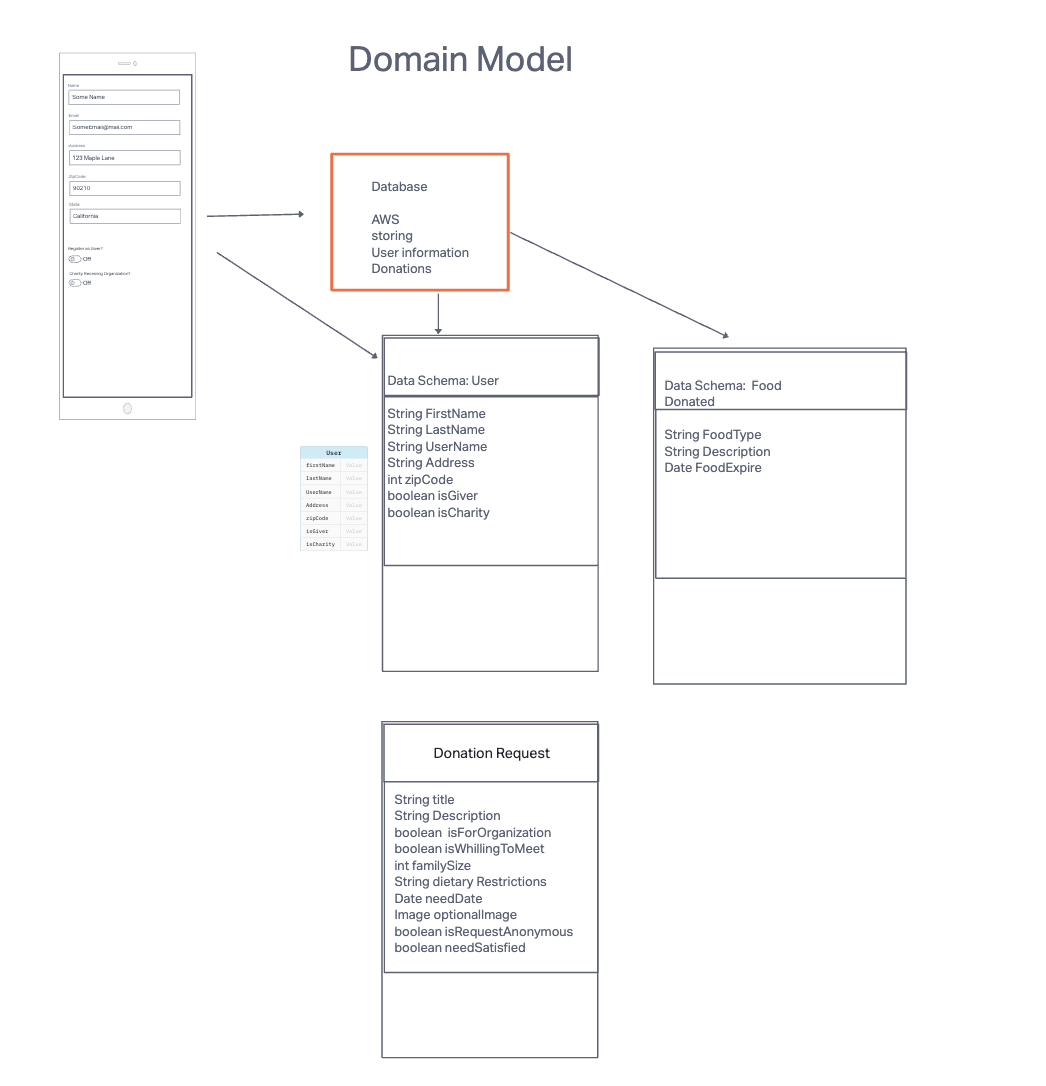 Domain Model
Name
Some Name
Email
SomeEmail@mail.com
Address
123 Maple Lane
ZipCode
90210
State
California
Register as Giver?
Off
Charity Receiving Organization?
Off
Database
AWS
storing
User information
Donations
Data Schema: User
String FirstName
String LastName
String UserName
String Address
int zipCode
boolean isGiver
boolean isCharity
User
firstName Value
lastName Value
UserName Value
Address Value
zipCode Value
isGiver Value
isCharity Value
Data Schema:  Food
Donated
String FoodType
String Description
Date FoodExpire
Donation Request
String title
String Description
boolean  isForOrganization
boolean isWhillingToMeet
int familySize
String dietary Restrictions
Date needDate
Image optionalImage
boolean isRequestAnonymous
boolean needSatisfied